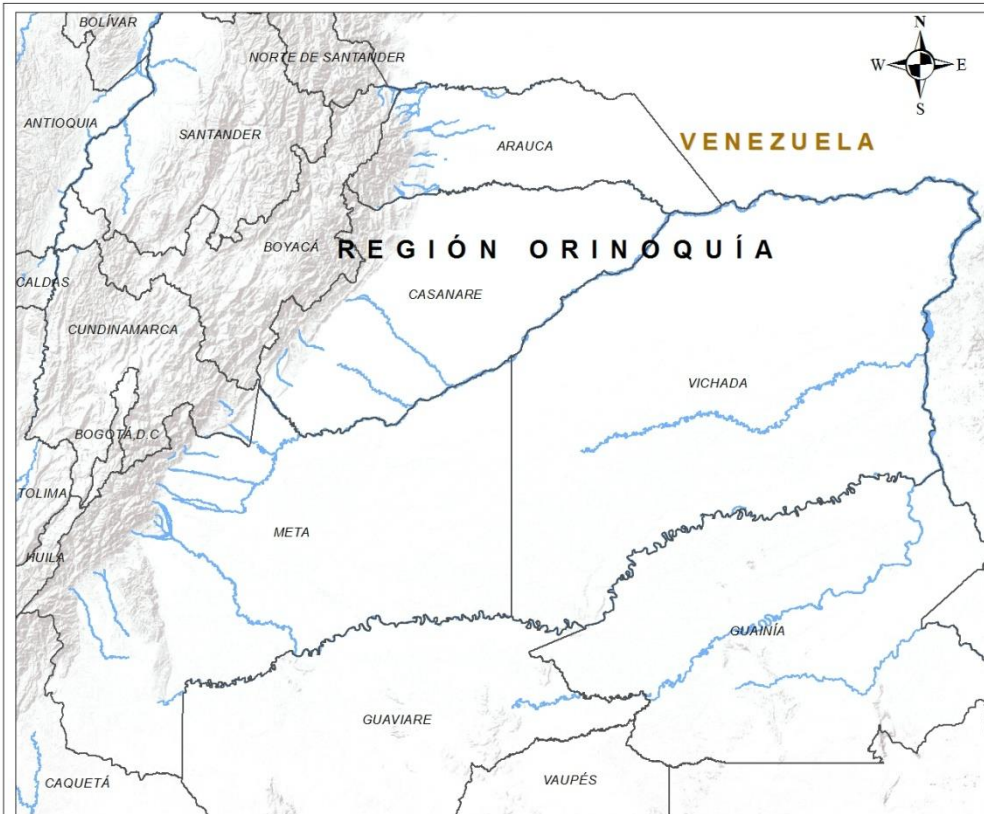 BOLÍVAR
N
NORTE DE SANTANDER
W
E
S
ANTIOQUIA
SANTANDER
ARAUCA
VENEZUELA
BOYACÁ
REGIÓN ORINOQUÍA
CALDAS
CASANARE
CUNDINAMARCA
VICHADA
BOGOTÁ,D.C
TOLIMA
META
HUILA
GUAINÍA
GUAVIARE
CAQUETÁ
VAUPÉS